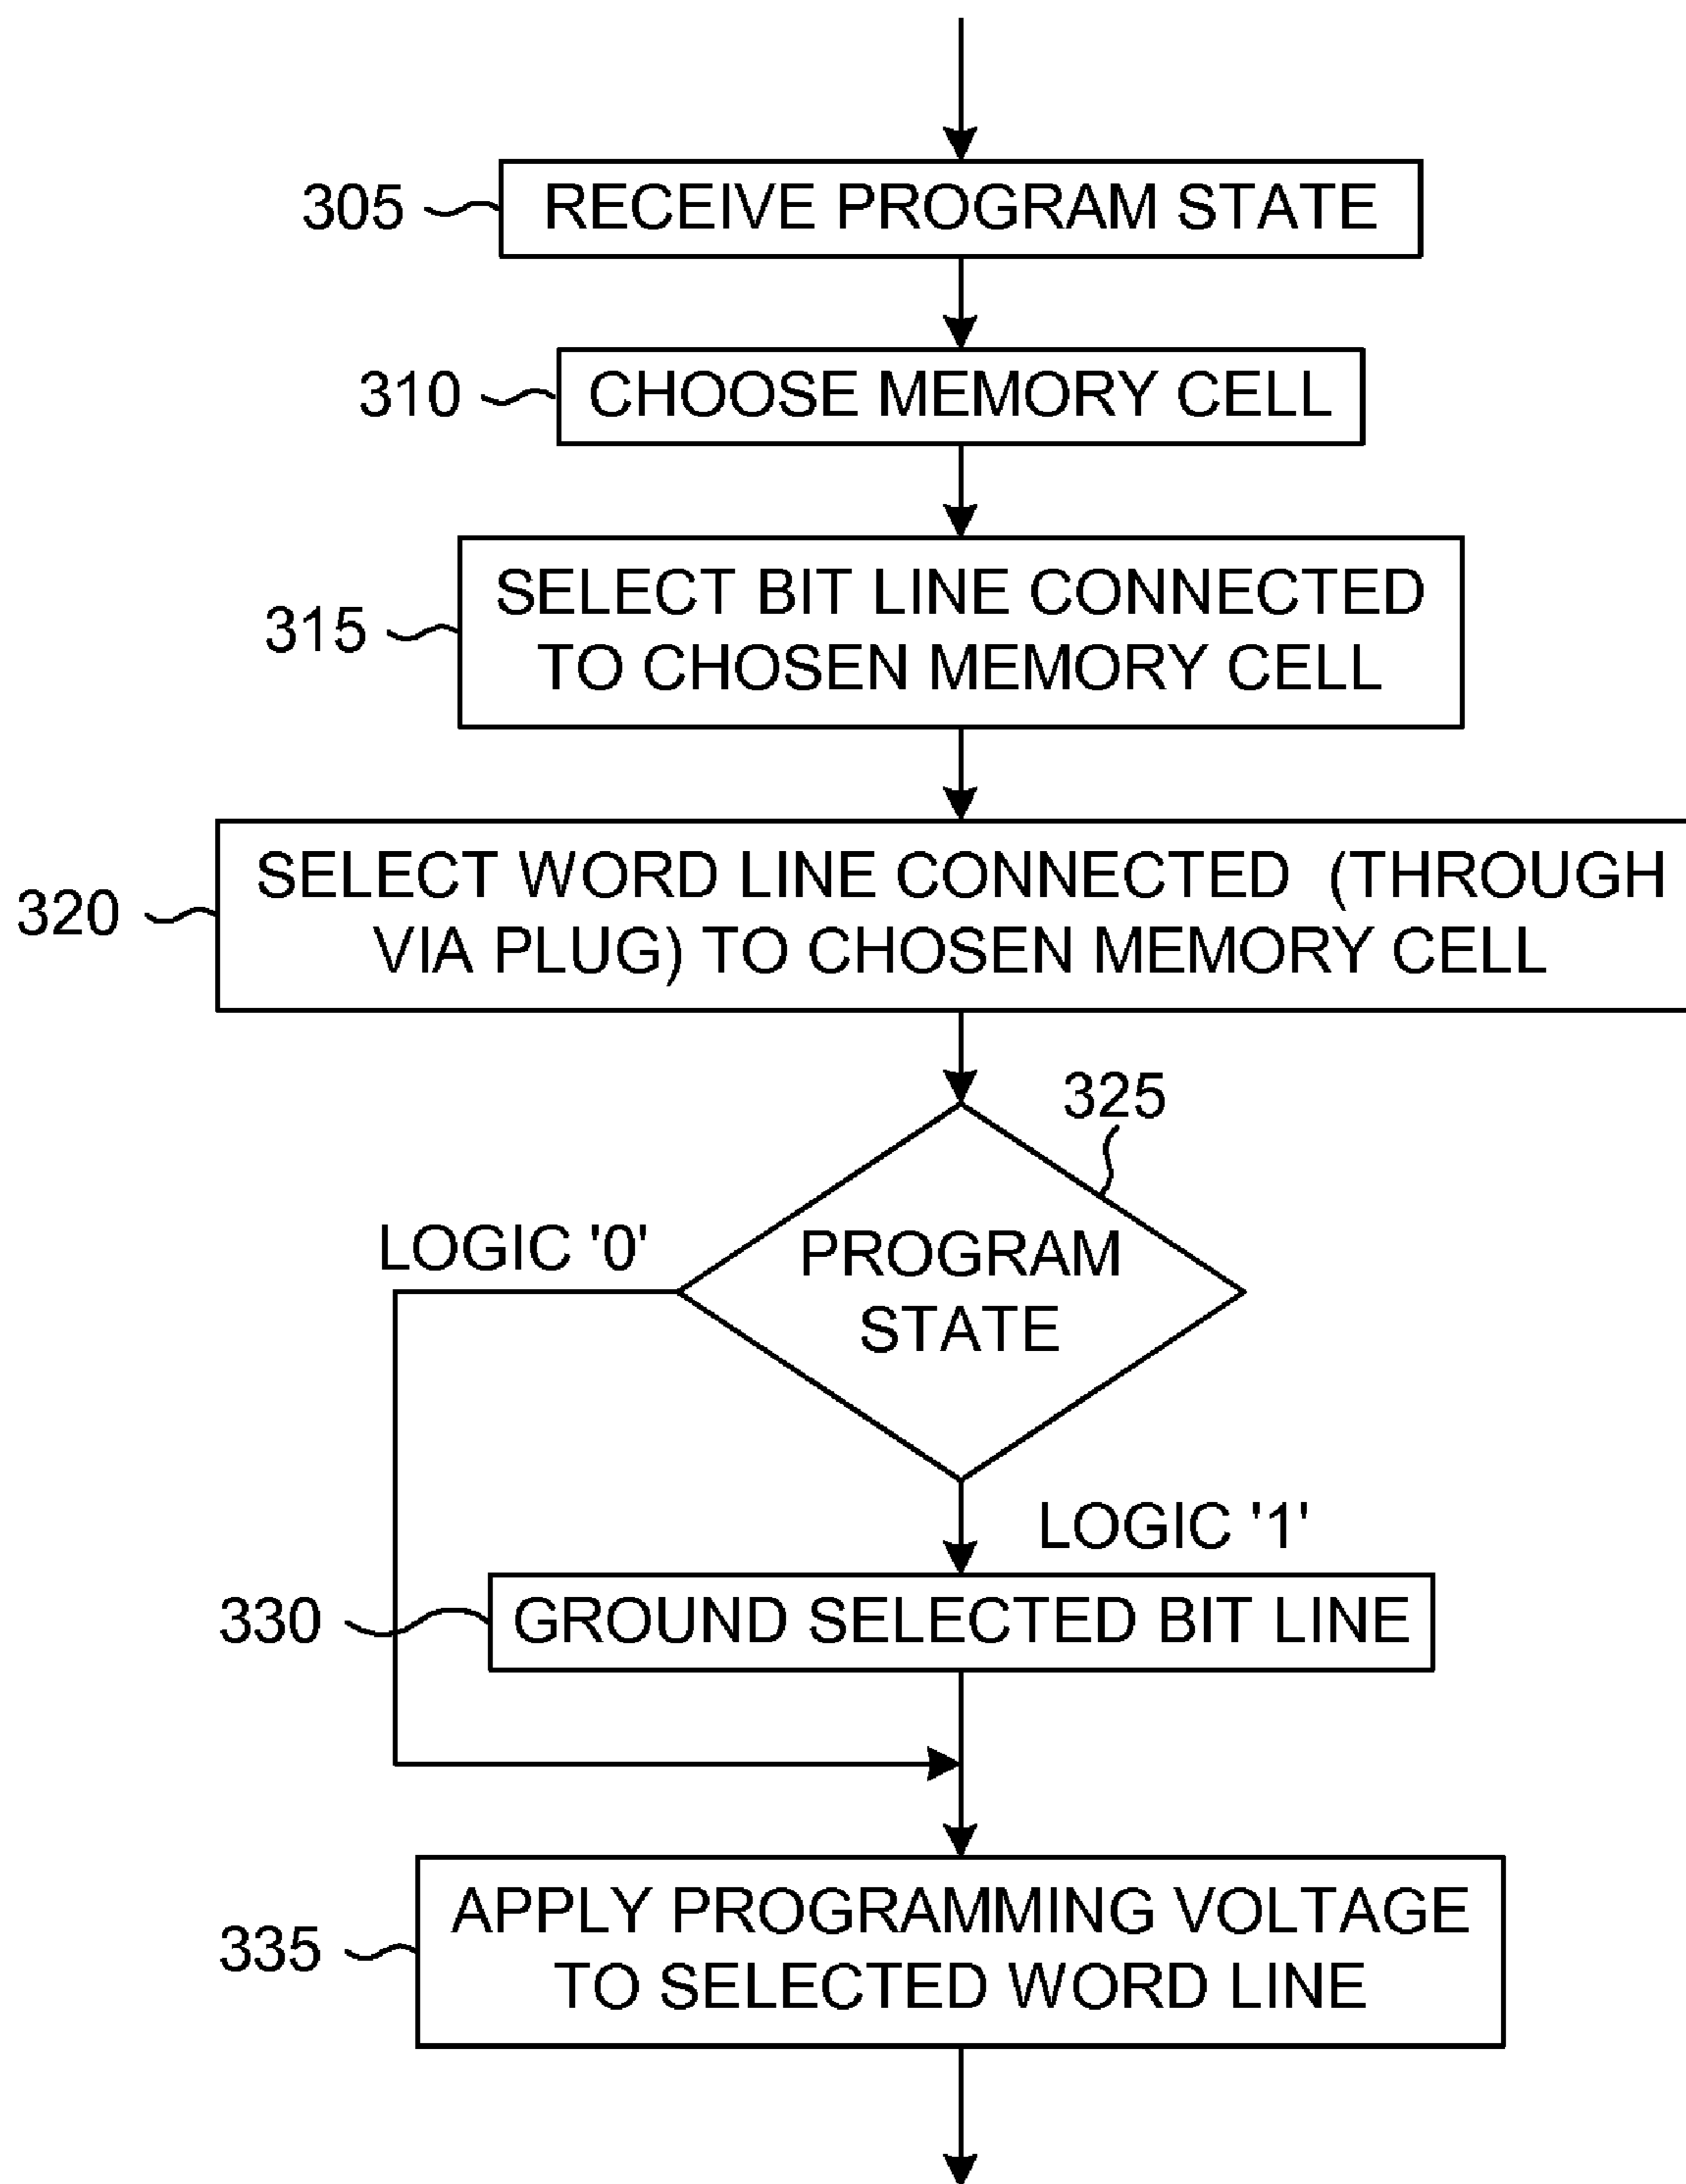 305 RECEIVE PROGRAM STATE
310 CHOOSE MEMORY CELL
315 SELECT BIT LINE CONNECTED
TO CHOSEN MEMORY CELL
320 SELECT WORD LINE CONNECTED (THROUGH
VIA PLUG) TO CHOSEN MEMORY CELL
325
LOGIC '0'
PROGRAM
STATE
LOGIC '1'
330 GROUND SELECTED BIT LINE
335 APPLY PROGRAMMING VOLTAGE
TO SELECTED WORD LINE